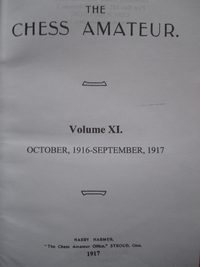 THE
CHESS AMATEUR.
Volume XI.
OCTOBER, 1916-SEPTEMBER, 1917
HARRY HARMER,
"The Chess Amateur Office," STROUD, Glos.
1917